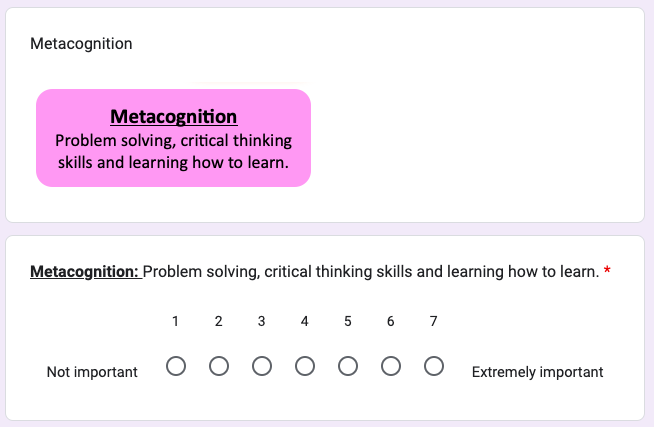 Metacognition
Metacognition
Problem solving, critical thinking
skills and learning how to learn.
Metacognition: Problem solving, critical thinking skills and learning how to learn. *
1 2 3 4 5 6 7
Not important Extremely important